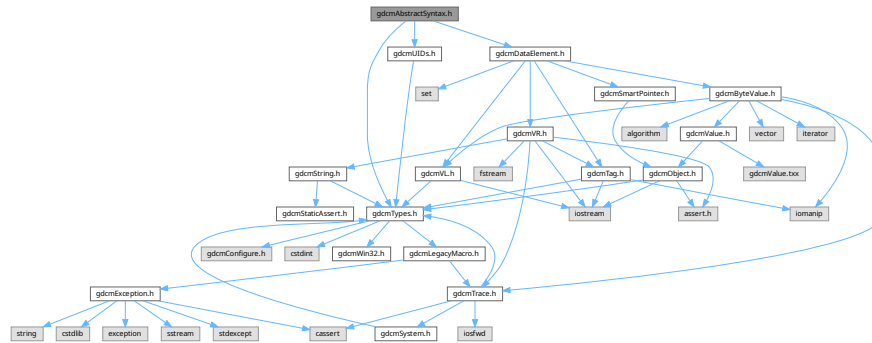 gdcmAbstractSyntax.h
gdcmUIDs.h
gdcmDataElement.h
set
gdcmSmartPointer.h
gdcmByteValue.h
gdcmVR.h
algorithm
gdcmValue.h
vector
iterator
gdcmString.h
gdcmVL.h
fstream
gdcmTag.h
gdcmObject.h
gdcmValue.txx
gdcmStaticAssert.h
gdcmTypes.h
iostream
assert.h
iomanip
gdcmConfigure.h
cstdint
gdcmWin32.h
gdcmLegacyMacro.h
gdcmException.h
gdcmTrace.h
string
cstdlib
exception
sstream
stdexcept
cassert
gdcmSystem.h
iosfwd